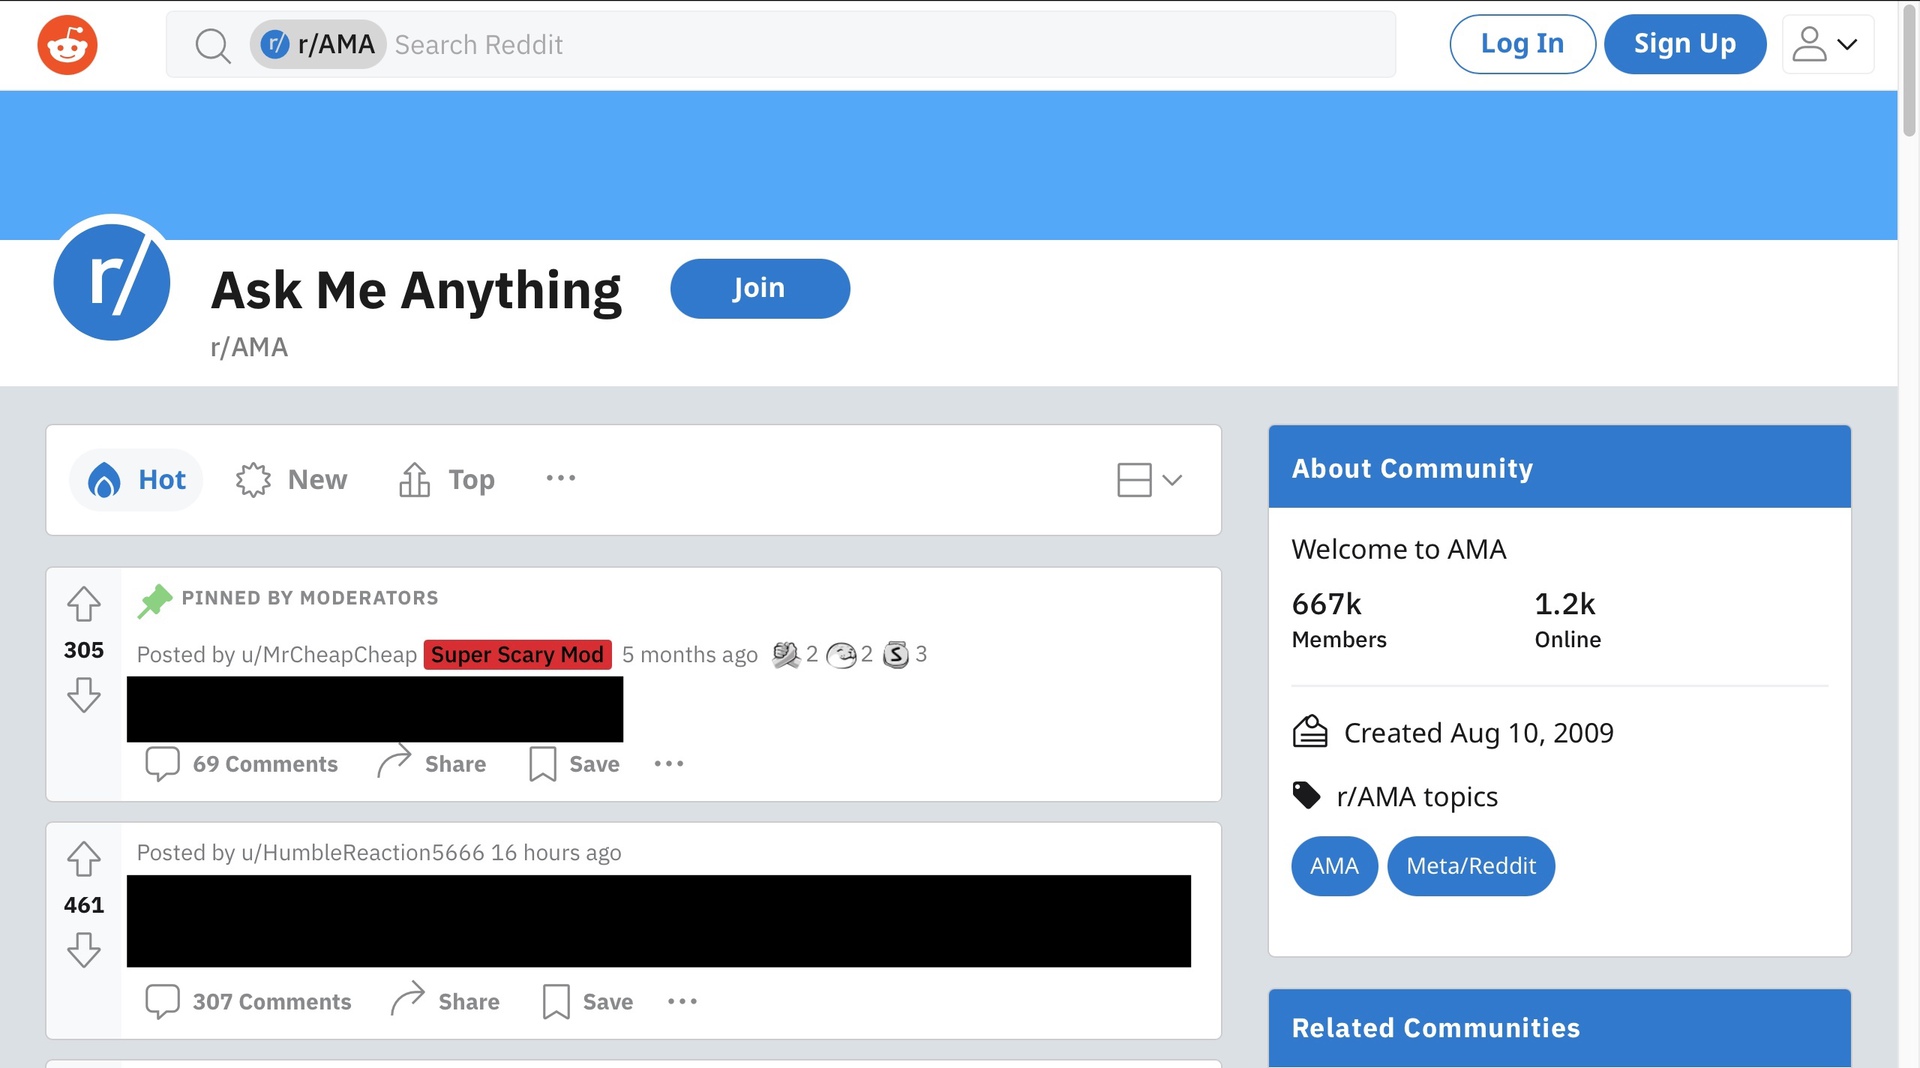 r/ r/AMA Search Reddit Log In Sign Up
r/
Ask Me Anything Join
r/AMA
Hot New Top ...
PINNED BY MODERATORS
305
Posted by u/MrCheapCheap Super Scary Mod 5 months ago 2 2 S 3
69 Comments Share Save ...
Posted by u/HumbleReaction5666 16 hours ago
461
307 Comments Share Save ...
About Community
Welcome to AMA
667k 1.2k
Members Online
Created Aug 10, 2009
r/AMA topics
AMA Meta/Reddit
Related Communities